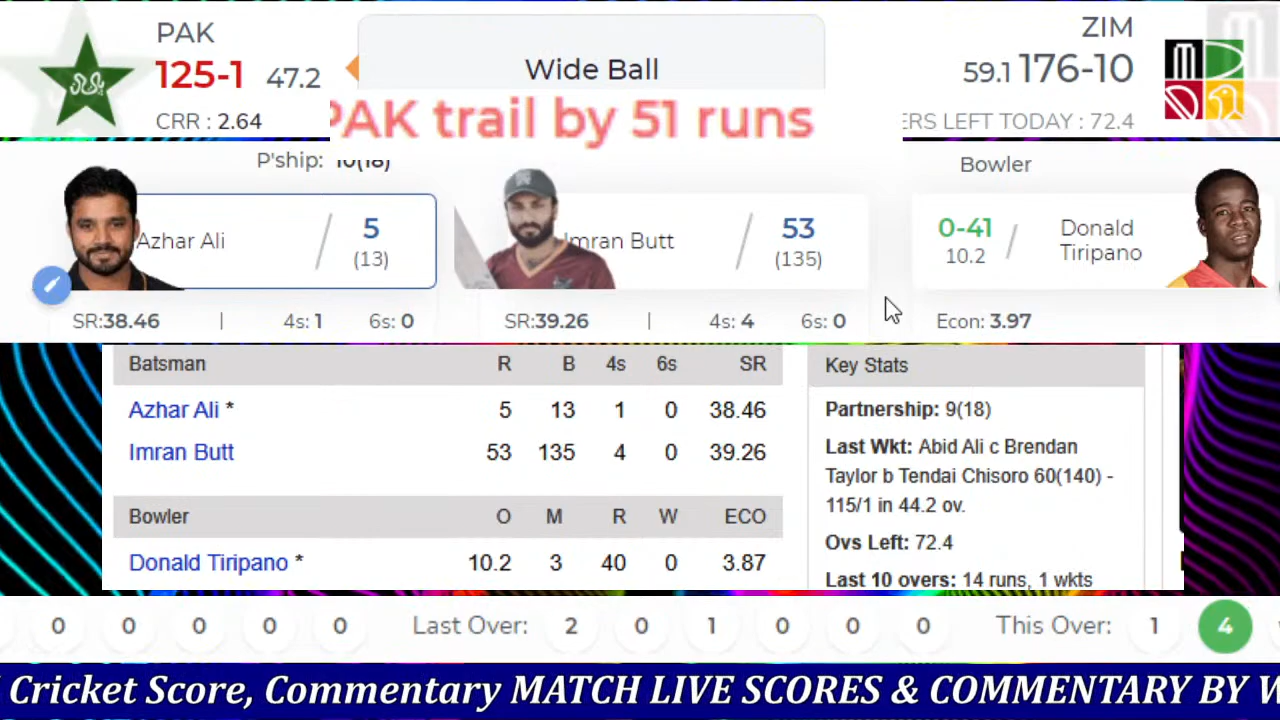 PAK
125-1 47.2
CRR : 2.64
Wide Ball
PAK trail by 51 runs
ZIM
59.1 176-10
ERS LEFT TODAY : 72.4
P'ship: 10(18)
Azhar Ali
5
(13)
SR:38.46 | 4s: 1 6s: 0
Imran Butt
53
(135)
SR:39.26 | 4s: 4 6s: 0
Bowler
0-41
10.2
Donald
Tiripano
Econ: 3.97
Batsman R B 4s 6s SR
Azhar Ali * 5 13 1 0 38.46
Imran Butt 53 135 4 0 39.26
Bowler O M R W ECO
Donald Tiripano * 10.2 3 40 0 3.87
Key Stats
Partnership: 9(18)
Last Wkt: Abid Ali c Brendan
Taylor b Tendai Chisoro 60(140) -
115/1 in 44.2 ov.
Ovs Left: 72.4
Last 10 overs: 14 runs, 1 wkts
0 0 0 0 0 Last Over: 2 0 1 0 0 0 This Over: 1 4
Cricket Score, Commentary MATCH LIVE SCORES & COMMENTARY BY W